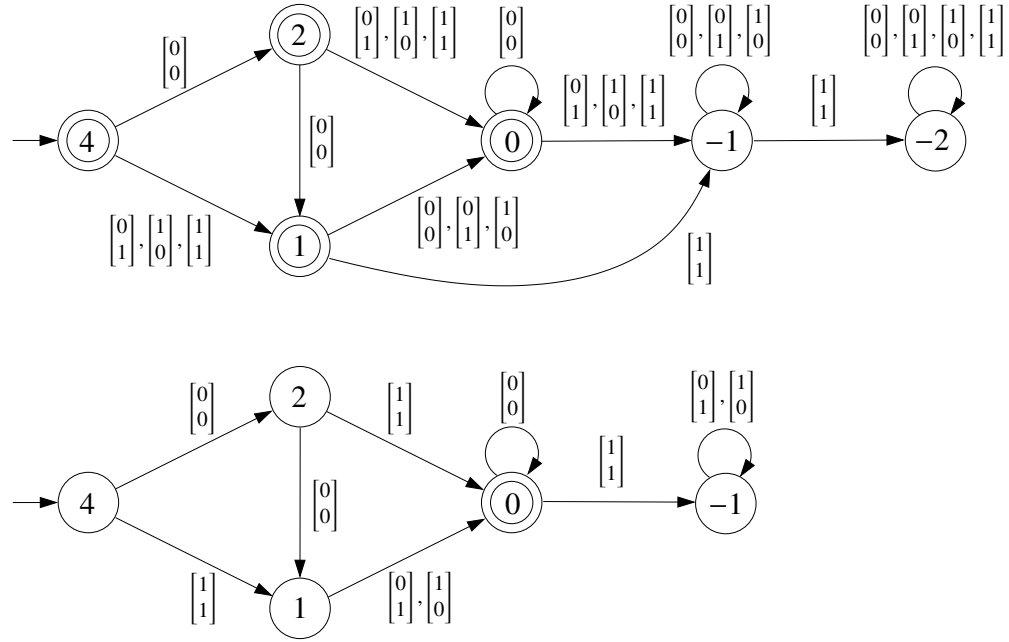 2
[0 1], [1 0], [1 1]
[0 0]
[0 0], [0 1], [1 0]
[0 0], [0 1], [1 0], [1 1]
[0 0]
[0 1], [1 0], [1 1]
[1 1]
4
[0 0]
0
−1
−2
[0 1], [1 0], [1 1]
1
[0 0], [0 1], [1 0]
[1 1]
2
[0 0]
[1 1]
[0 0]
[0 1], [1 0]
[1 1]
4
[0 0]
0
−1
[1 1]
1
[0 1], [1 0]